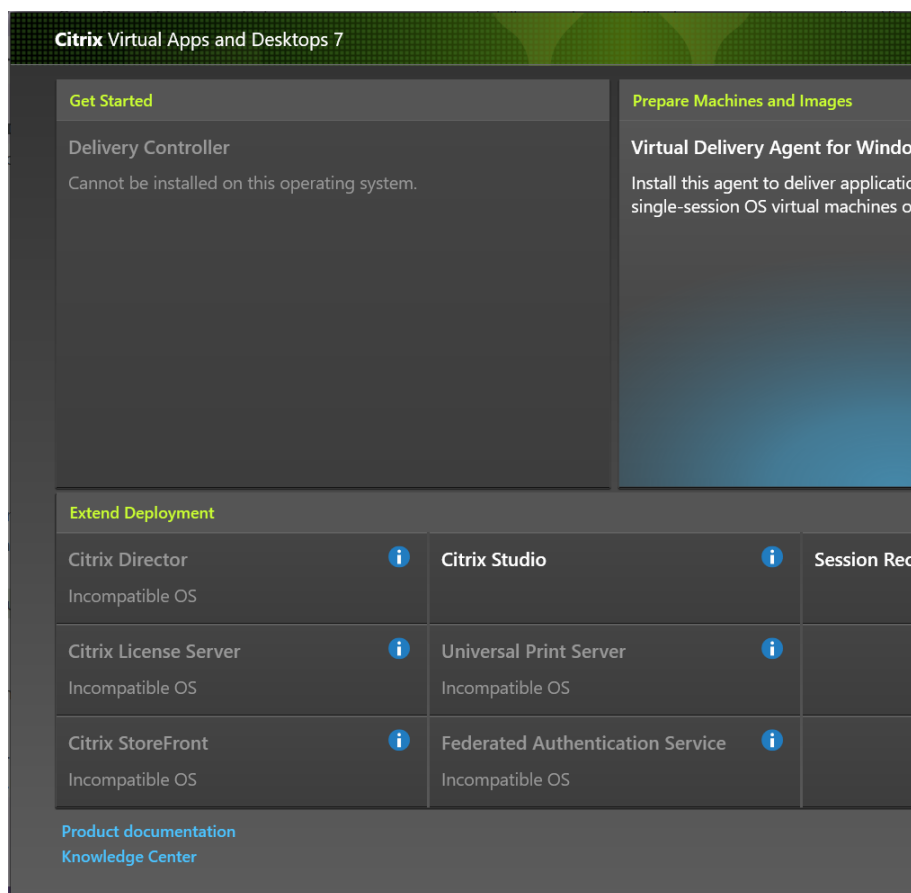 Citrix Virtual Apps and Desktops 7
Get Started
Delivery Controller
Cannot be installed on this operating system.
Prepare Machines and Images
Virtual Delivery Agent for
Install this agent to deliver
single-session OS virtual machines
Extend Deployment
Citrix Director
Incompatible OS
Citrix Studio
Session
Citrix License Server
Incompatible OS
Universal Print Server
Incompatible OS
Citrix StoreFront
Incompatible OS
Federated Authentication Service
Incompatible OS
Product documentation
Knowledge Center